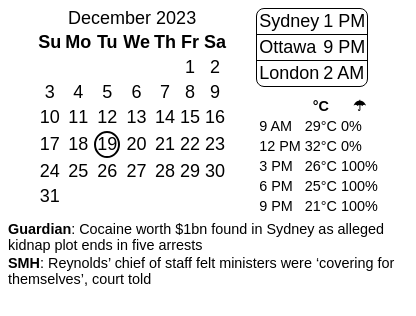 December 2023
Su Mo Tu We Th Fr Sa
1 2
3 4 5 6 7 8 9
10 11 12 13 14 15 16
17 18 19 20 21 22 23
24 25 26 27 28 29 30
31
Sydney 1 PM
Ottawa 9 PM
London 2 AM
°C ☂
9 AM 29°C 0%
12 PM 32°C 0%
3 PM 26°C 100%
6 PM 25°C 100%
9 PM 21°C 100%
Guardian: Cocaine worth $1bn found in Sydney as alleged
kidnap plot ends in five arrests
SMH: Reynolds’ chief of staff felt ministers were ‘covering for
themselves’, court told